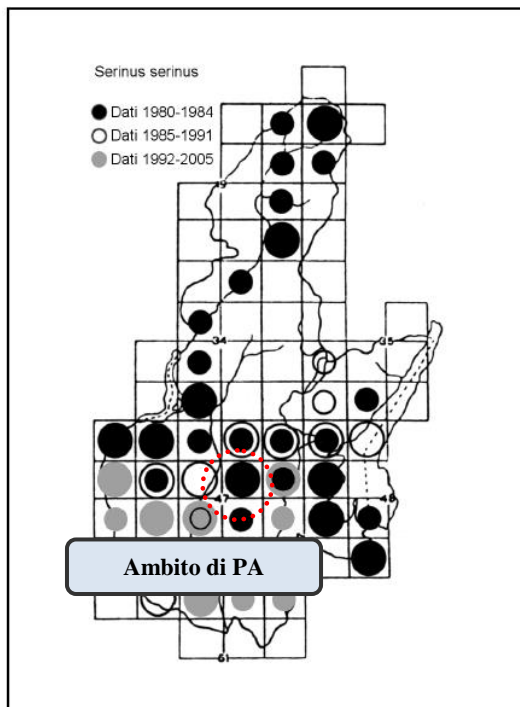 Serinus serinus
Dati 1980-1984
Dati 1985-1991
Dati 1992-2005
49
34
35
47
48
Ambito di PA
61